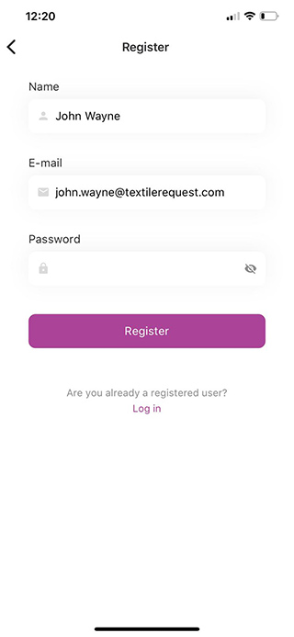 12:20
Register
Name
John Wayne
E-mail
john.wayne@textilerequest.com
Password
Register
Are you already a registered user?
Log in